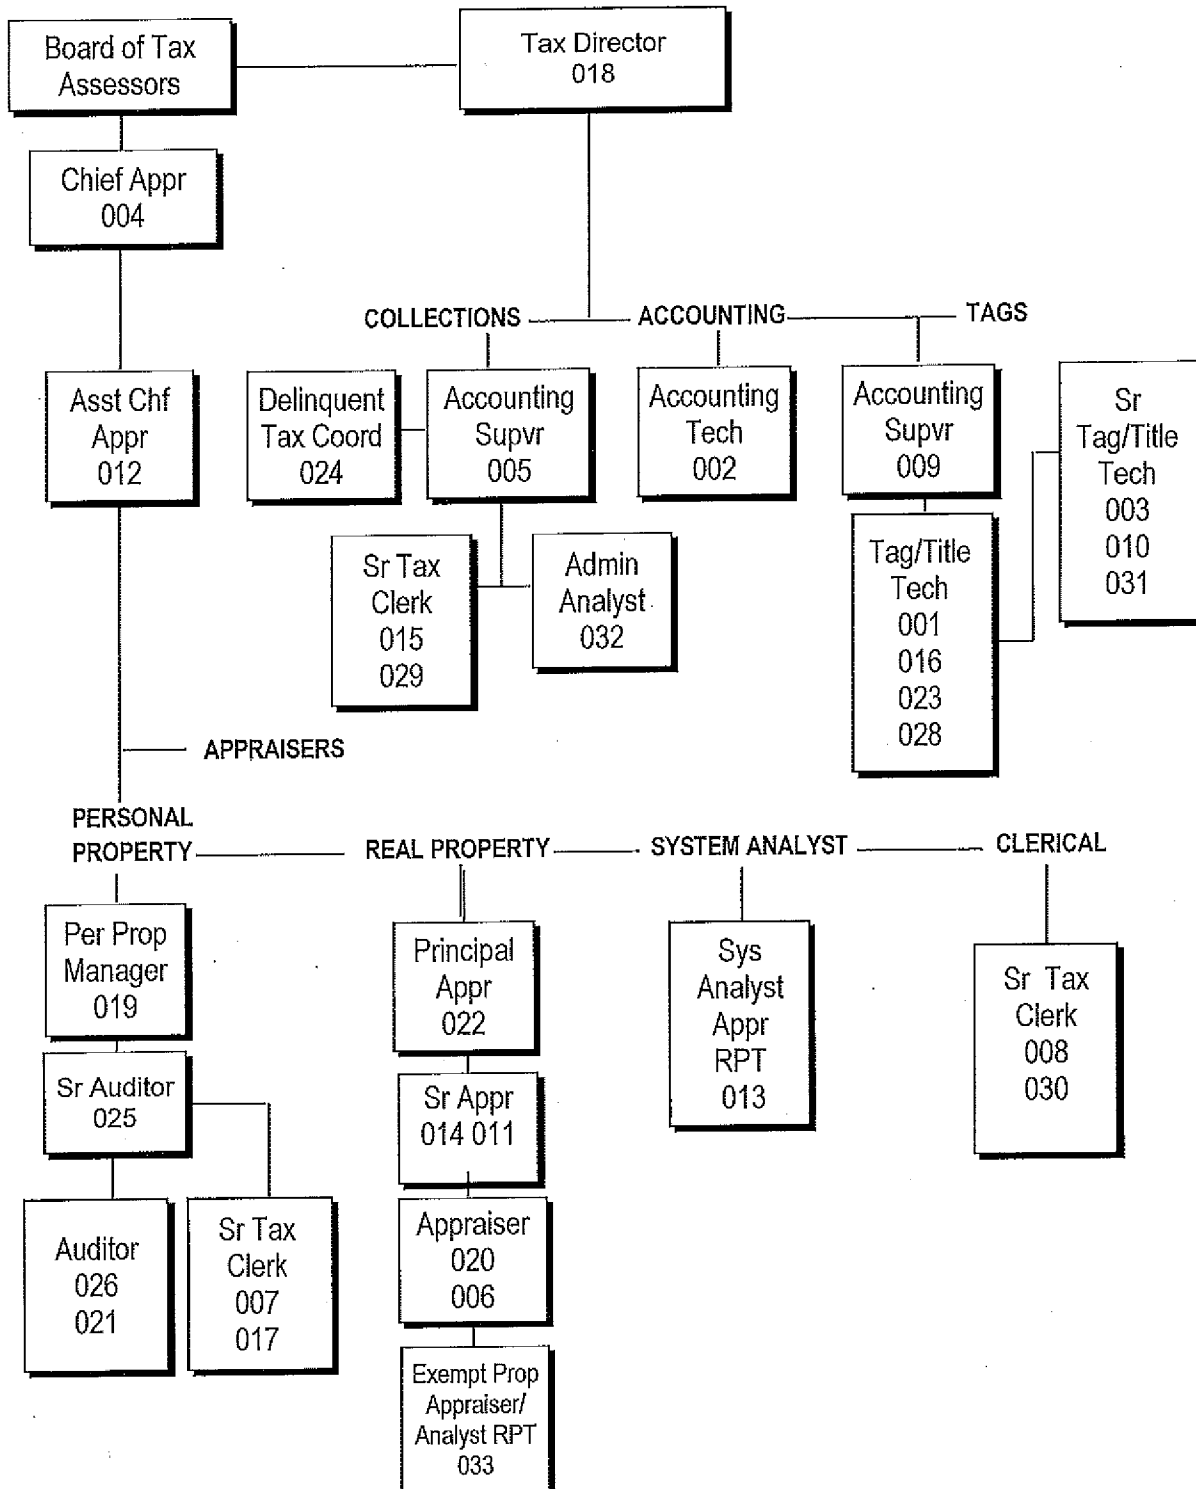 Board of Tax
Assessors
Tax Director
018
Chief Appr
004
COLLECTIONS
ACCOUNTING
TAGS
Asst Chf
Appr
012
Delinquent
Tax Coord
024
Accounting
Supvr
005
Accounting
Tech
002
Accounting
Supvr
009
Sr
Tag/Title
Tech
003
010
031
Sr Tax
Clerk
015
029
Admin
Analyst
032
Tag/Title
Tech
001
016
023
028
APPRAISERS
PERSONAL
PROPERTY
REAL PROPERTY
SYSTEM ANALYST
CLERICAL
Per Prop
Manager
019
Principal
Appr
022
Sys
Analyst
Appr
RPT
013
Sr Tax
Clerk
008
030
Sr Auditor
025
Sr Appr
014 011
Auditor
026
021
Sr Tax
Clerk
007
017
Appraiser
020
006
Exempt Prop
Appraiser/
Analyst RPT
033